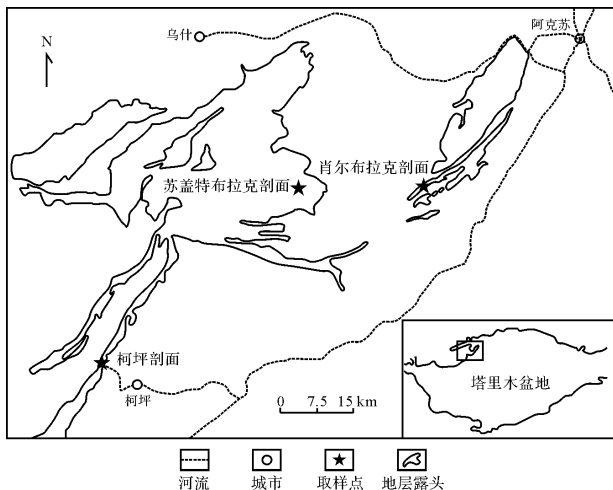 乌什
阿克苏
N
肖尔布拉克剖面
苏盖特布拉克剖面
柯坪剖面
柯坪
0 7.5 15 km
塔里木盆地
河流 城市 取样点 地层露头